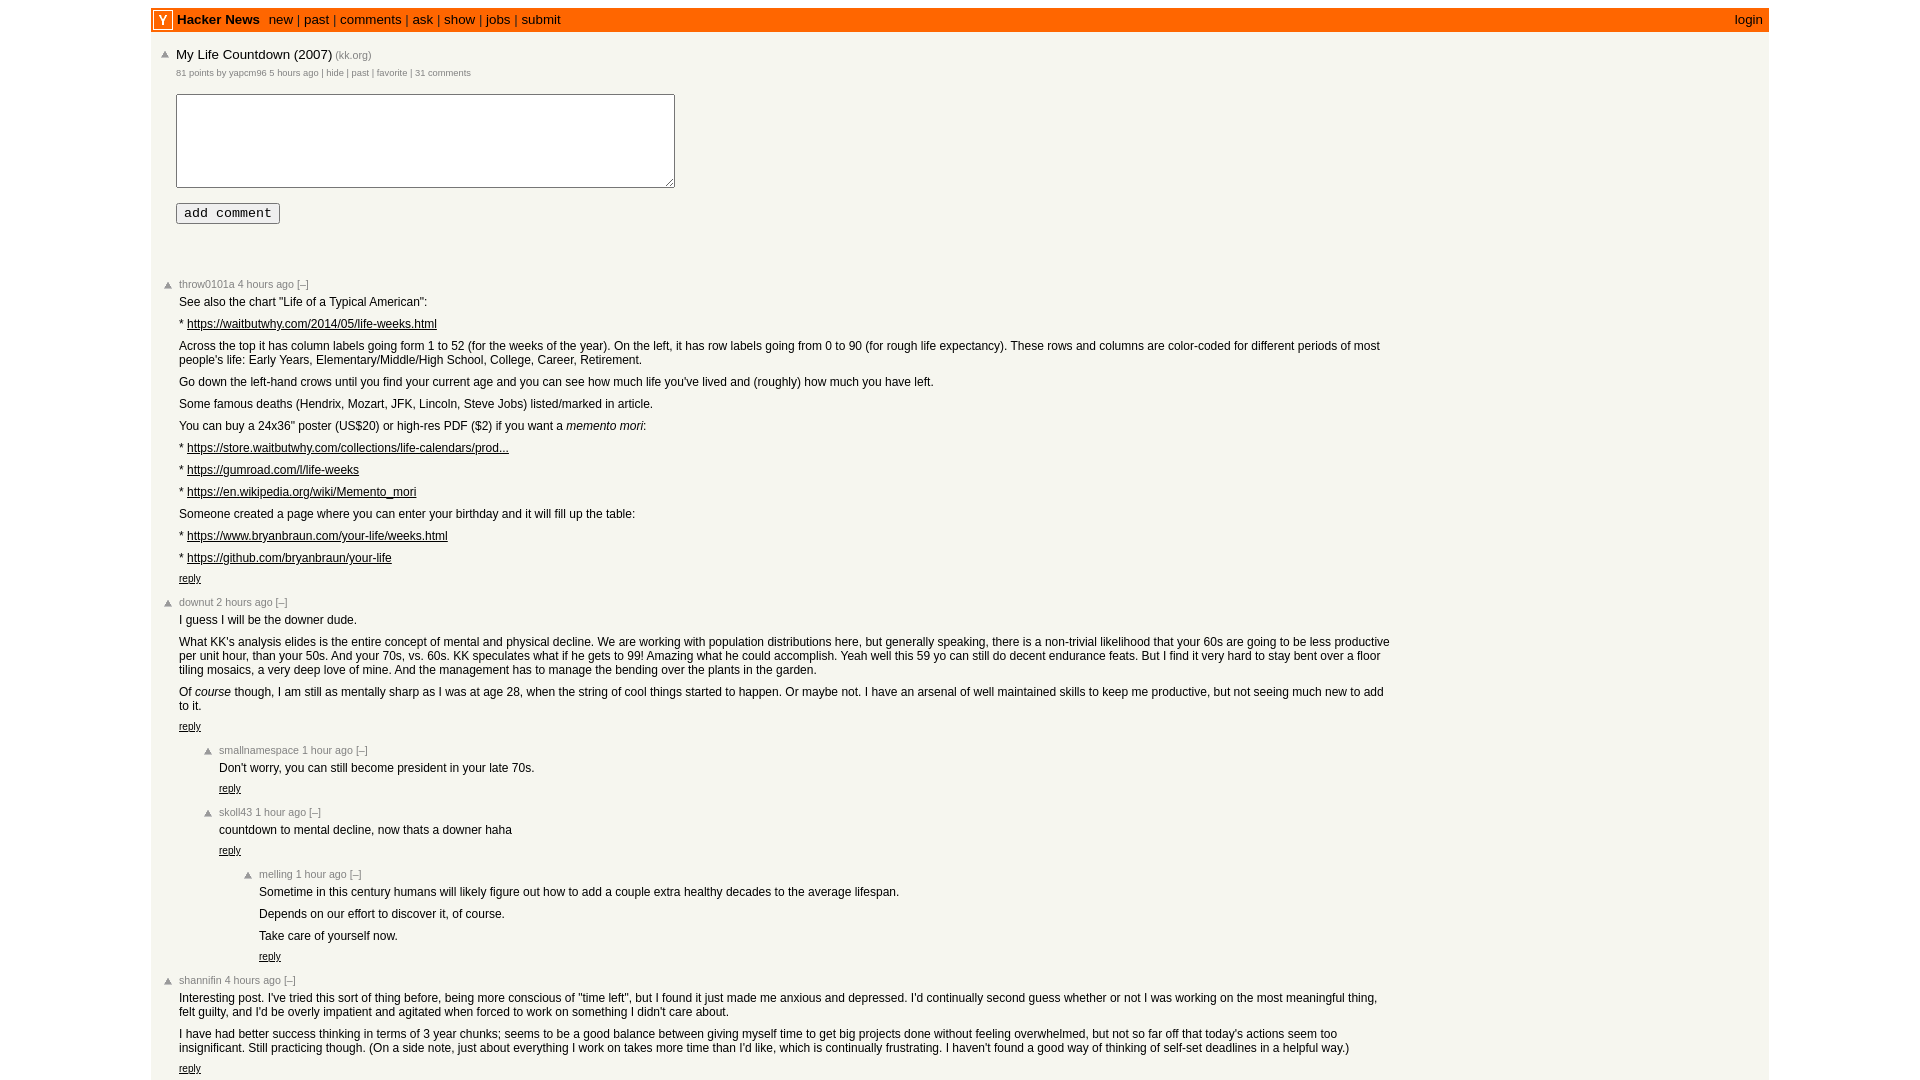 Y Hacker News new | past | comments | ask | show | jobs | submit login
My Life Countdown (2007) (kk.org)
81 points by yapcm96 5 hours ago | hide | past | favorite | 31 comments
add comment
throw0101a 4 hours ago [–]
See also the chart "Life of a Typical American":
* https://waitbutwhy.com/2014/05/life-weeks.html
Across the top it has column labels going form 1 to 52 (for the weeks of the year). On the left, it has row labels going from 0 to 90 (for rough life expectancy). These rows and columns are color-coded for different periods of most
people's life: Early Years, Elementary/Middle/High School, College, Career, Retirement.
Go down the left-hand crows until you find your current age and you can see how much life you've lived and (roughly) how much you have left.
Some famous deaths (Hendrix, Mozart, JFK, Lincoln, Steve Jobs) listed/marked in article.
You can buy a 24x36" poster (US$20) or high-res PDF ($2) if you want a memento mori:
* https://store.waitbutwhy.com/collections/life-calendars/prod...
* https://gumroad.com/l/life-weeks
* https://en.wikipedia.org/wiki/Memento_mori
Someone created a page where you can enter your birthday and it will fill up the table:
* https://www.bryanbraun.com/your-life/weeks.html
* https://github.com/bryanbraun/your-life
reply
downut 2 hours ago [–]
I guess I will be the downer dude.
What KK's analysis elides is the entire concept of mental and physical decline. We are working with population distributions here, but generally speaking, there is a non-trivial likelihood that your 60s are going to be less productive
per unit hour, than your 50s. And your 70s, vs. 60s. KK speculates what if he gets to 99! Amazing what he could accomplish. Yeah well this 59 yo can still do decent endurance feats. But I find it very hard to stay bent over a floor
tiling mosaics, a very deep love of mine. And the management has to manage the bending over the plants in the garden.
Of course though, I am still as mentally sharp as I was at age 28, when the string of cool things started to happen. Or maybe not. I have an arsenal of well maintained skills to keep me productive, but not seeing much new to add
to it.
reply
smallnamespace 1 hour ago [–]
Don't worry, you can still become president in your late 70s.
reply
skoll43 1 hour ago [–]
countdown to mental decline, now thats a downer haha
reply
melling 1 hour ago [–]
Sometime in this century humans will likely figure out how to add a couple extra healthy decades to the average lifespan.
Depends on our effort to discover it, of course.
Take care of yourself now.
reply
shannifin 4 hours ago [–]
Interesting post. I've tried this sort of thing before, being more conscious of "time left", but I found it just made me anxious and depressed. I'd continually second guess whether or not I was working on the most meaningful thing,
felt guilty, and I'd be overly impatient and agitated when forced to work on something I didn't care about.
I have had better success thinking in terms of 3 year chunks; seems to be a good balance between giving myself time to get big projects done without feeling overwhelmed, but not so far off that today's actions seem too
insignificant. Still practicing though. (On a side note, just about everything I work on takes more time than I'd like, which is continually frustrating. I haven't found a good way of thinking of self-set deadlines in a helpful way.)
reply